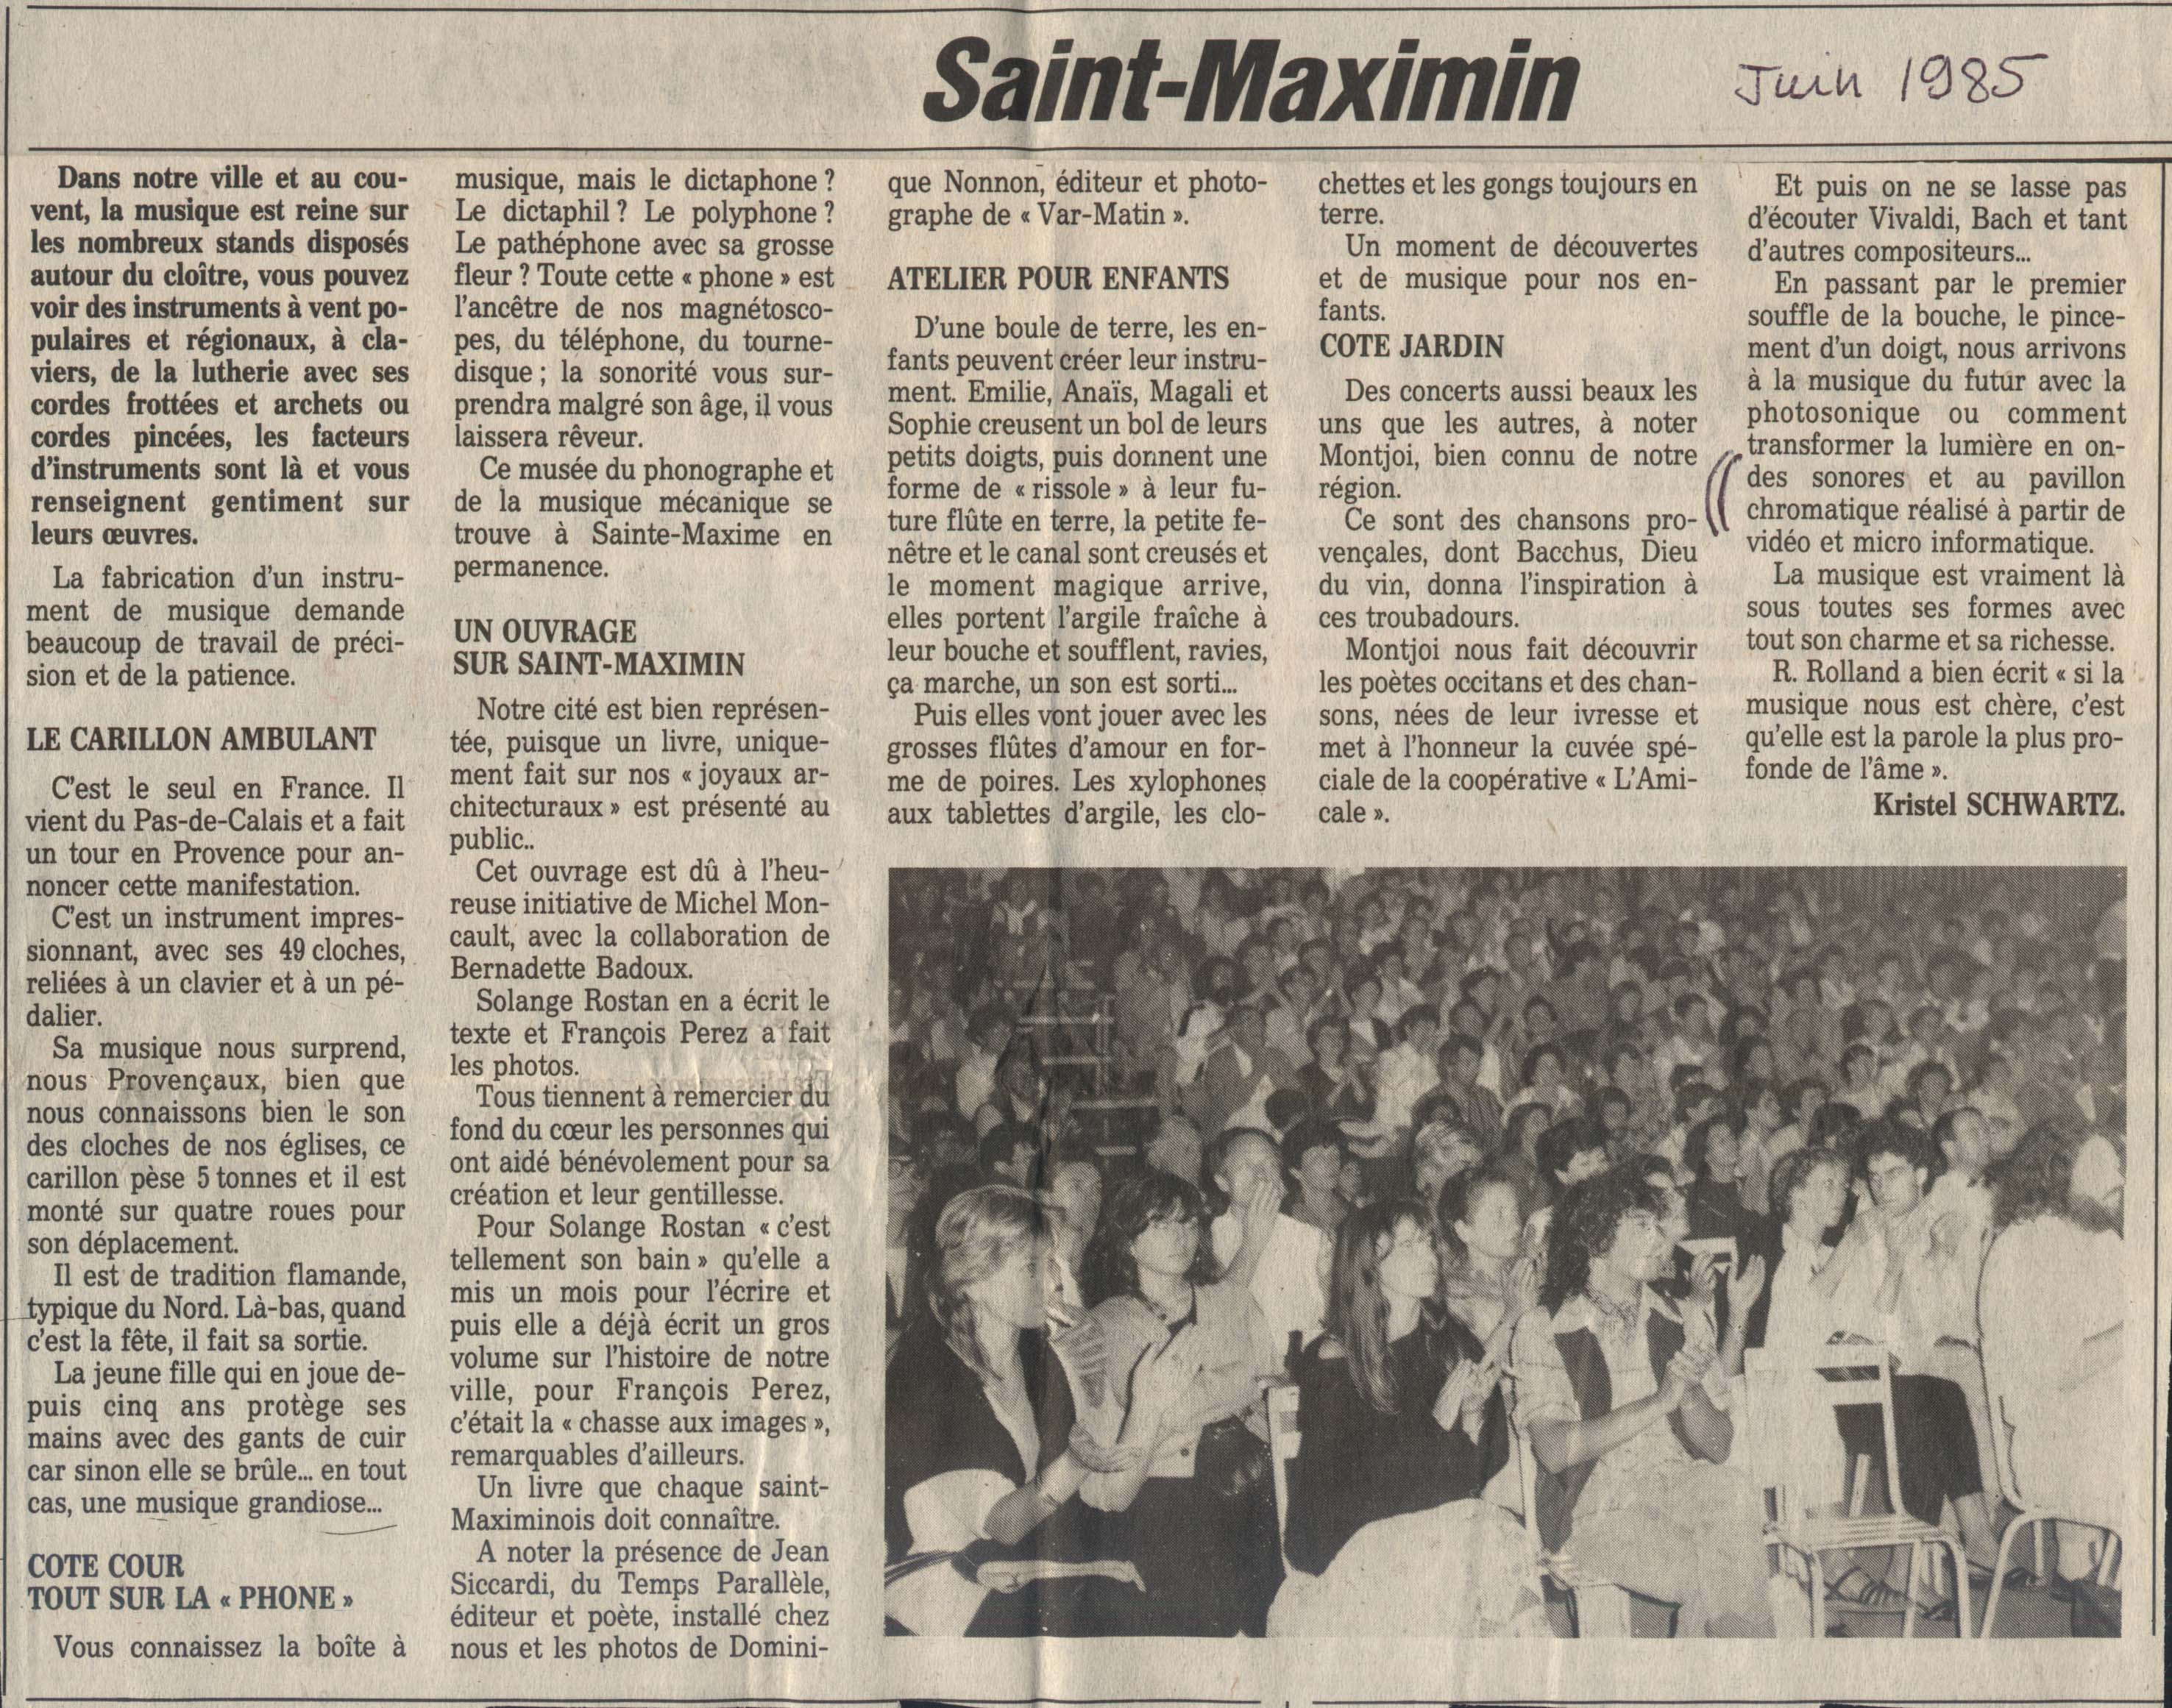 Saint-Maximin
Juin 1985
Dans notre ville et au cou-
vent, la musique est reine sur
les nombreux stands disposés
autour du cloître, vous pouvez
voir des instruments à vent po-
pulaires et régionaux, à cla-
viers, de la lutherie avec ses
cordes frottées et archets ou
cordes pincées, les facteurs
d'instruments sont là et vous
renseignent gentiment sur
leurs œuvres.
La fabrication d'un instru-
ment de musique demande
beaucoup de travail de préci-
sion et de la patience.
LE CARILLON AMBULANT
C'est le seul en France. Il
vient du Pas-de-Calais et a fait
un tour en Provence pour an-
noncer cette manifestation.
C'est un instrument impres-
sionnant, avec ses 49 cloches,
reliées à un clavier et à un pé-
dalier.
Sa musique nous surprend,
nous Provençaux, bien que
nous connaissons bien le son
des cloches de nos églises, ce
carillon pèse 5 tonnes et il est
monté sur quatre roues pour
son déplacement.
Il est de tradition flamande,
typique du Nord. Là-bas, quand
c'est la fête, il fait sa sortie.
La jeune fille qui en joue de-
puis cinq ans protège ses
mains avec des gants de cuir
car sinon elle se brûle... en tout
cas, une musique grandiose...
COTE COUR
TOUT SUR LA « PHONE »
Vous connaissez la boîte à
musique, mais le dictaphone ?
Le dictaphil ? Le polyphone ?
Le pathéphone avec sa grosse
fleur ? Toute cette « phone » est
l'ancêtre de nos magnétosco-
pes, du téléphone, du tourne-
disque ; la sonorité vous sur-
prendra malgré son âge, il vous
laissera rêveur.
Ce musée du phonographe et
de la musique mécanique se
trouve à Sainte-Maxime en
permanence.
UN OUVRAGE
SUR SAINT-MAXIMIN
Notre cité est bien représen-
tée, puisque un livre, unique-
ment fait sur nos « joyaux ar-
chitecturaux » est présenté au
public..
Cet ouvrage est dû à l'heu-
reuse initiative de Michel Mon-
cault, avec la collaboration de
Bernadette Badoux.
Solange Rostan en a écrit le
texte et François Perez a fait
les photos.
Tous tiennent à remercier du
fond du cœur les personnes qui
ont aidé bénévolement pour sa
création et leur gentillesse.
Pour Solange Rostan « c'est
tellement son bain » qu'elle a
mis un mois pour l'écrire et
puis elle a déjà écrit un gros
volume sur l'histoire de notre
ville, pour François Perez,
c'était la « chasse aux images »,
remarquables d'ailleurs.
Un livre que chaque saint-
Maximinois doit connaître.
A noter la présence de Jean
Siccardi, du Temps Parallèle,
éditeur et poète, installé chez
nous et les photos de Domini-
que Nonnon, éditeur et photo-
graphe de « Var-Matin ».
ATELIER POUR ENFANTS
D'une boule de terre, les en-
fants peuvent créer leur instru-
ment. Emilie, Anaïs, Magali et
Sophie creusent un bol de leurs
petits doigts, puis donnent une
forme de « rissole » à leur fu-
ture flûte en terre, la petite fe-
nêtre et le canal sont creusés et
le moment magique arrive,
elles portent l'argile fraîche à
leur bouche et soufflent, ravies,
ça marche, un son est sorti...
Puis elles vont jouer avec les
grosses flûtes d'amour en for-
me de poires. Les xylophones
aux tablettes d'argile, les clo-
chettes et les gongs toujours en
terre.
Un moment de découvertes
et de musique pour nos en-
fants.
COTE JARDIN
Des concerts aussi beaux les
uns que les autres, à noter
Montjoi, bien connu de notre
région.
Ce sont des chansons pro-
vençales, dont Bacchus, Dieu
du vin, donna l'inspiration à
ces troubadours.
Montjoi nous fait découvrir
les poètes occitans et des chan-
sons, nées de leur ivresse et
met à l'honneur la cuvée spé-
ciale de la coopérative « L'Ami-
cale ».
Et puis on ne se lasse pas
d'écouter Vivaldi, Bach et tant
d'autres compositeurs...
En passant par le premier
souffle de la bouche, le pince-
ment d'un doigt, nous arrivons
à la musique du futur avec la
photosonique ou comment
transformer la lumière en on-
des sonores et au pavillon
chromatique réalisé à partir de
vidéo et micro informatique.
La musique est vraiment là
sous toutes ses formes avec
tout son charme et sa richesse.
R. Rolland a bien écrit « si la
musique nous est chère, c'est
qu'elle est la parole la plus pro-
fonde de l'âme ».
Kristel SCHWARTZ.